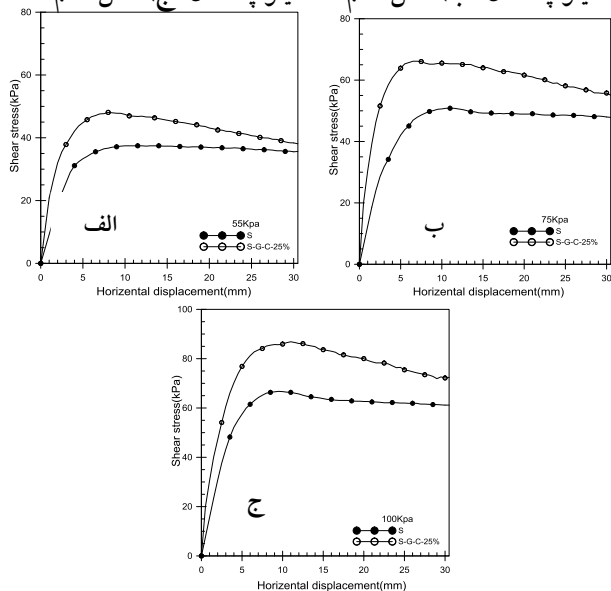 80
60
40
20
0
Shear stress(kPa)
الف
55Kpa
S
S-G-C-25%
0 5 10 15 20 25 30
Horizental displacement(mm)
80
60
40
20
0
Shear stress(kPa)
ب
75Kpa
S
S-G-C-25%
0 5 10 15 20 25 30
Horizental displacement(mm)
100
80
60
40
20
0
Shear stress (kPa)
ج
100Kpa
S
S-G-C-25%
0 5 10 15 20 25 30
Horizental displacement(mm)